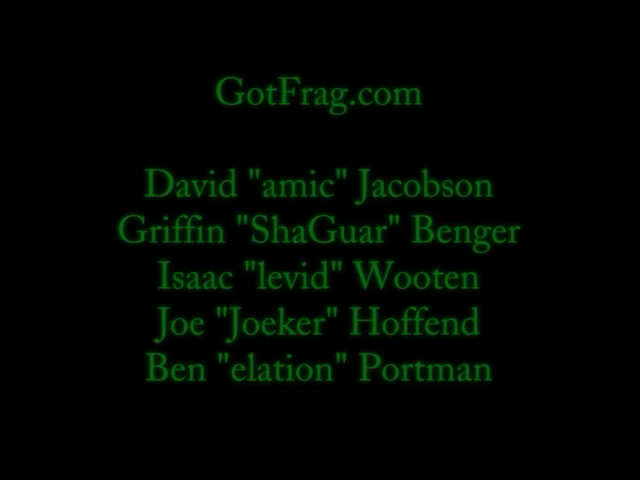 GotFrag.com
David "amic" Jacobson
Griffin "ShaGuar" Benger
Isaac "levid" Wooten
Joe "Joeker" Hoffend
Ben "elation" Portman